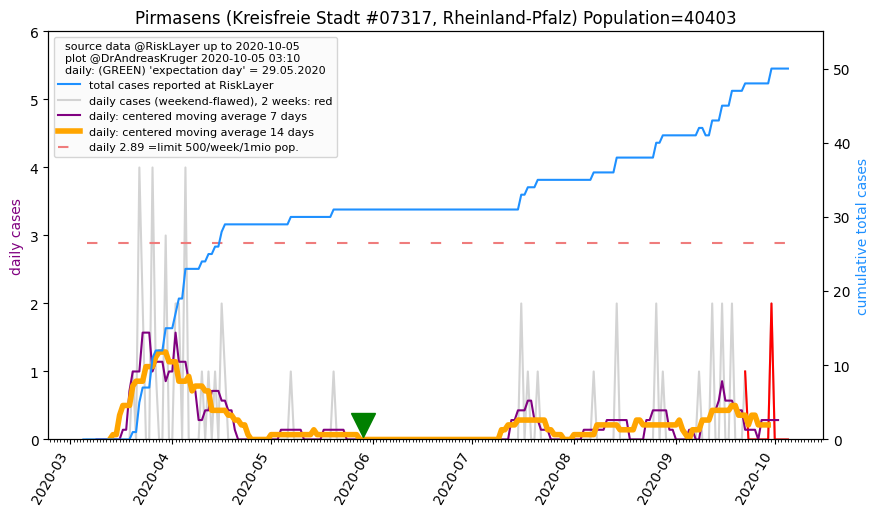 Pirmasens (Kreisfreie Stadt #07317, Rheinland-Pfalz) Population=40403
source data @RiskLayer up to 2020-10-05
plot @DrAndreasKruger 2020-10-05 03:10
daily: (GREEN) 'expectation day' = 29.05.2020
total cases reported at RiskLayer
daily cases (weekend-flawed), 2 weeks: red
daily: centered moving average 7 days
daily: centered moving average 14 days
daily 2.89 =limit 500/week/1mio pop.
daily cases
6
5
4
3
2
1
0
cumulative total cases
50
40
30
20
10
0
2020-03
2020-04
2020-05
2020-06
2020-07
2020-08
2020-09
2020-10